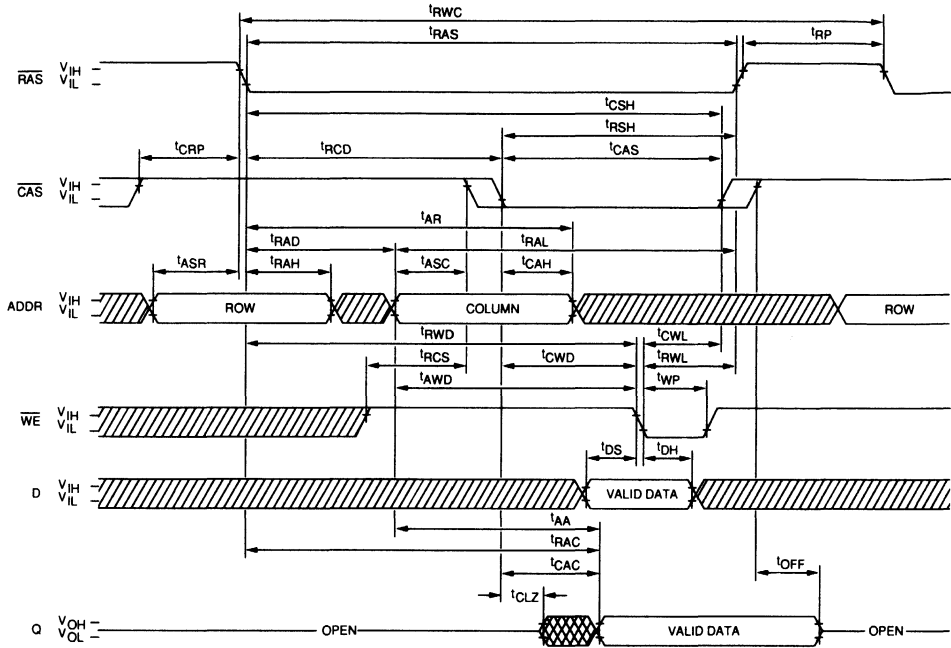 tRWC
tRAS
tRP
RAS
VIH
VIL
tCSH
tRSH
tCRP
tRCD
tCAS
CAS
VIH
VIL
tAR
tRAD
tRAL
tASR
tRAH
tASC
tCAH
ADDR
VIH
VIL
ROW
COLUMN
ROW
tRWD
tCWL
tRCS
tCWD
tRWL
tAWD
tWP
WE
VIH
VIL
tDS
tDH
D
VIH
VIL
VALID DATA
tAA
tRAC
tCAC
tOFF
tCLZ
Q
VOH
VOL
OPEN
VALID DATA
OPEN